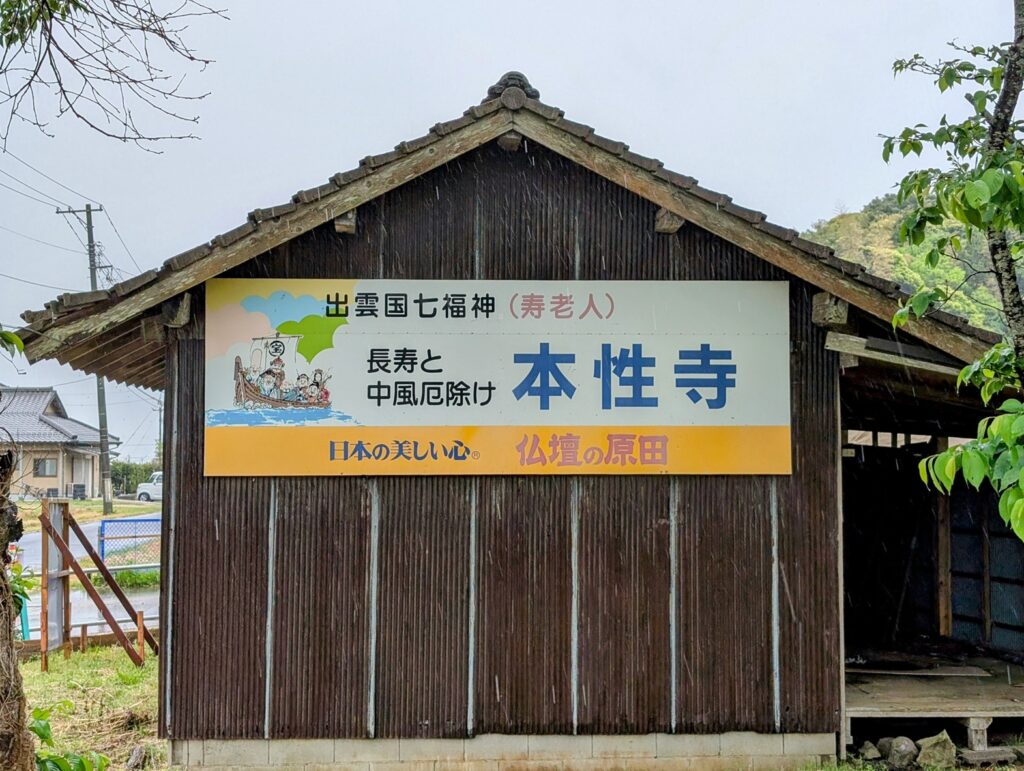 出雲国七福神（寿老人）
長寿と
中風厄除け
本性寺
宝
日本の美しい心®
仏壇の原田